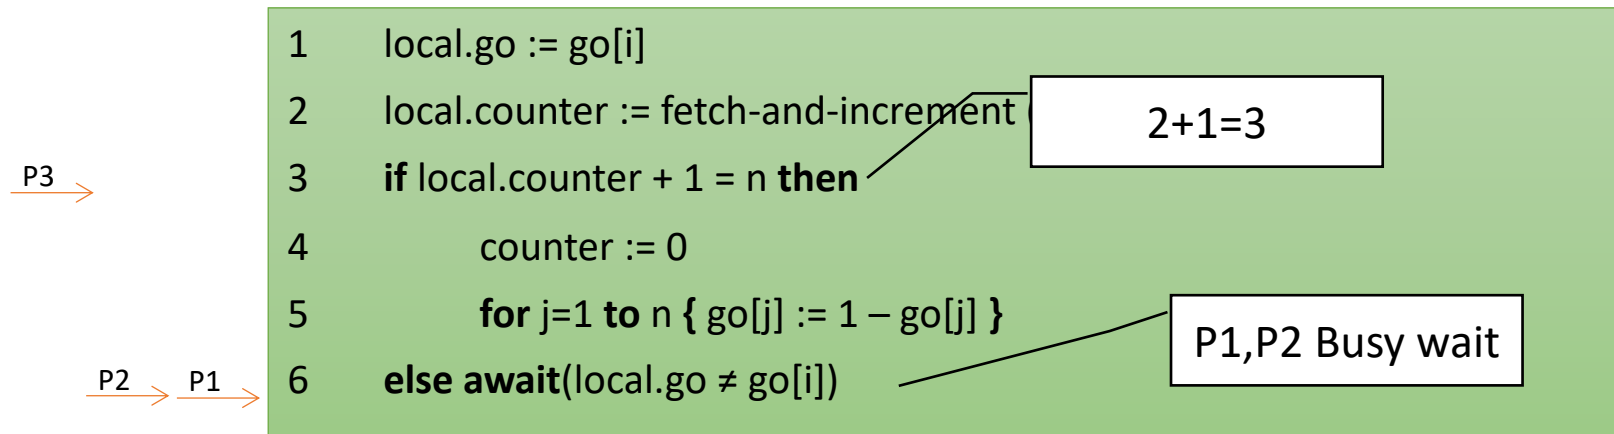 1 local.go := go[i]
2 local.counter := fetch-and-increment (
2+1=3
P3
3 if local.counter + 1 = n then
4 counter := 0
5 for j=1 to n { go[j] := 1 – go[j] }
P1,P2 Busy wait
P2 P1
6 else await(local.go ≠ go[i])